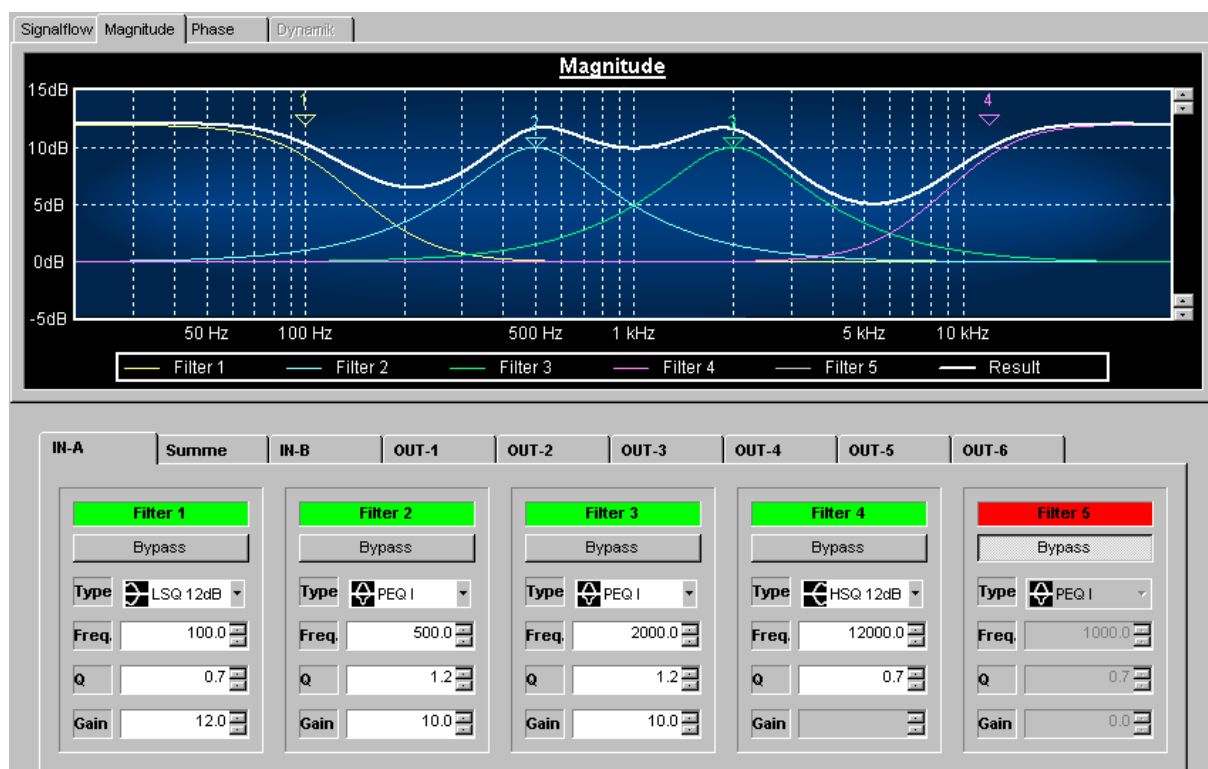 Signalflow Magnitude Phase Dynamik
Magnitude
15dB
1 4
2 3
10dB
5dB
0dB
-5dB
50 Hz 100 Hz 500 Hz 1 kHz 5 kHz 10 kHz
Filter 1 Filter 2 Filter 3 Filter 4 Filter 5 Result
IN-A Summe IN-B OUT-1 OUT-2 OUT-3 OUT-4 OUT-5 OUT-6
Filter 1 Filter 2 Filter 3 Filter 4 Filter 5
Bypass Bypass Bypass Bypass Bypass
Type LSQ 12dB Type PEQ I Type PEQ I Type HSQ 12dB Type PEQ I
Freq. 100.0 Freq. 500.0 Freq. 2000.0 Freq. 12000.0 Freq. 1000.0
Q 0.7 Q 1.2 Q 1.2 Q 0.7 Q 0.7
Gain 12.0 Gain 10.0 Gain 10.0 Gain Gain 0.0